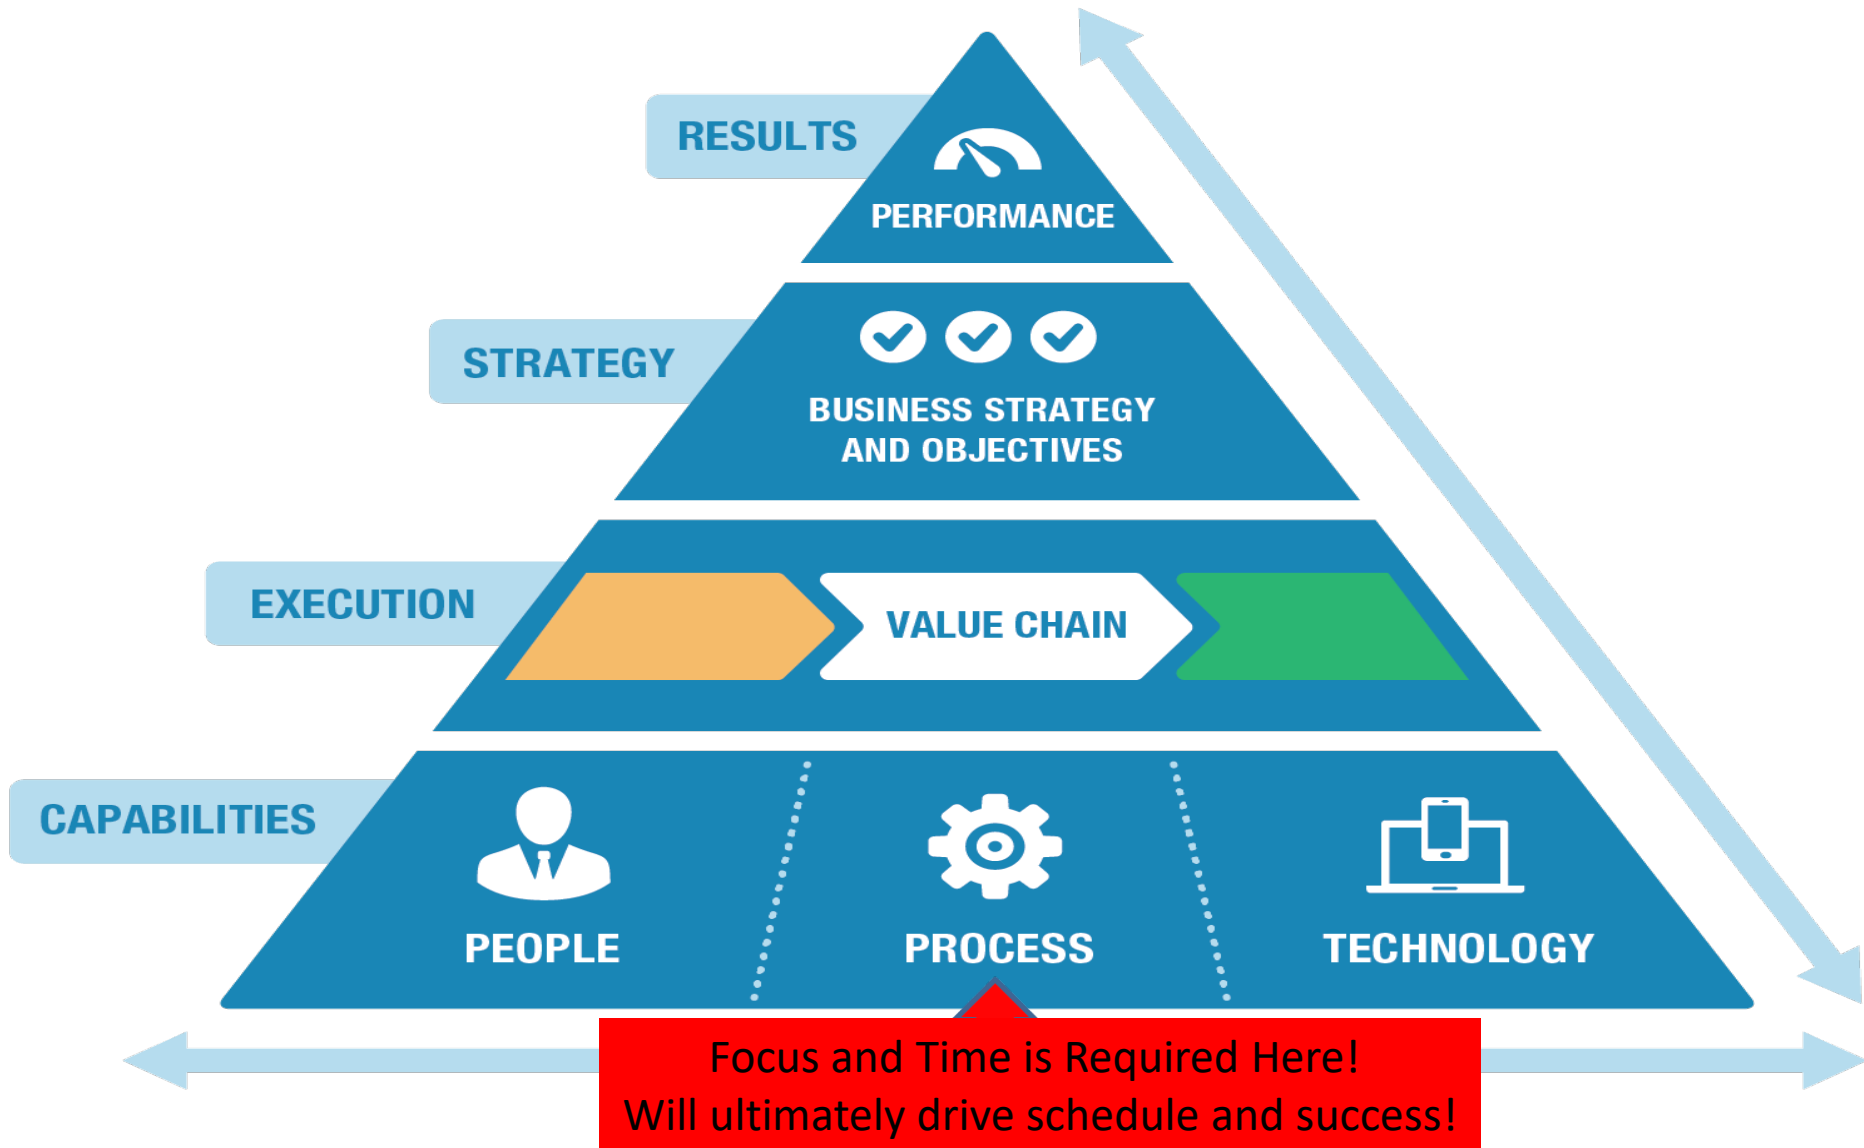 RESULTS
PERFORMANCE
STRATEGY
BUSINESS STRATEGY
AND OBJECTIVES
EXECUTION
VALUE CHAIN
CAPABILITIES
PEOPLE
PROCESS
TECHNOLOGY
Focus and Time is Required Here!
Will ultimately drive schedule and success!